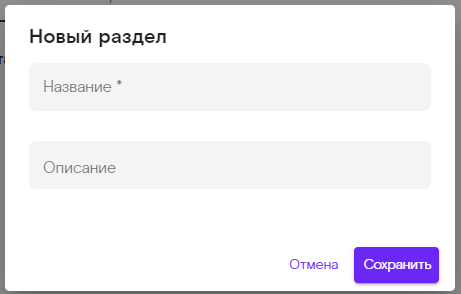 Новый раздел
Название *
Описание
Отмена
Сохранить